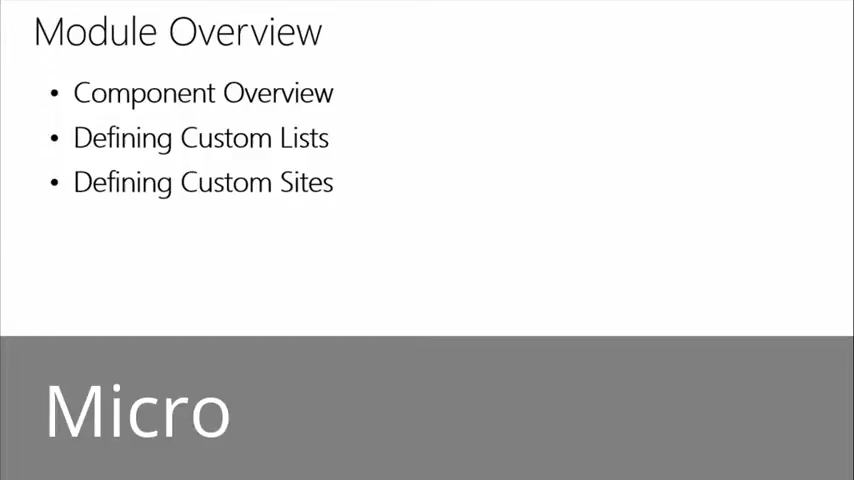 Module Overview
• Component Overview
• Defining Custom Lists
• Defining Custom Sites
Micro